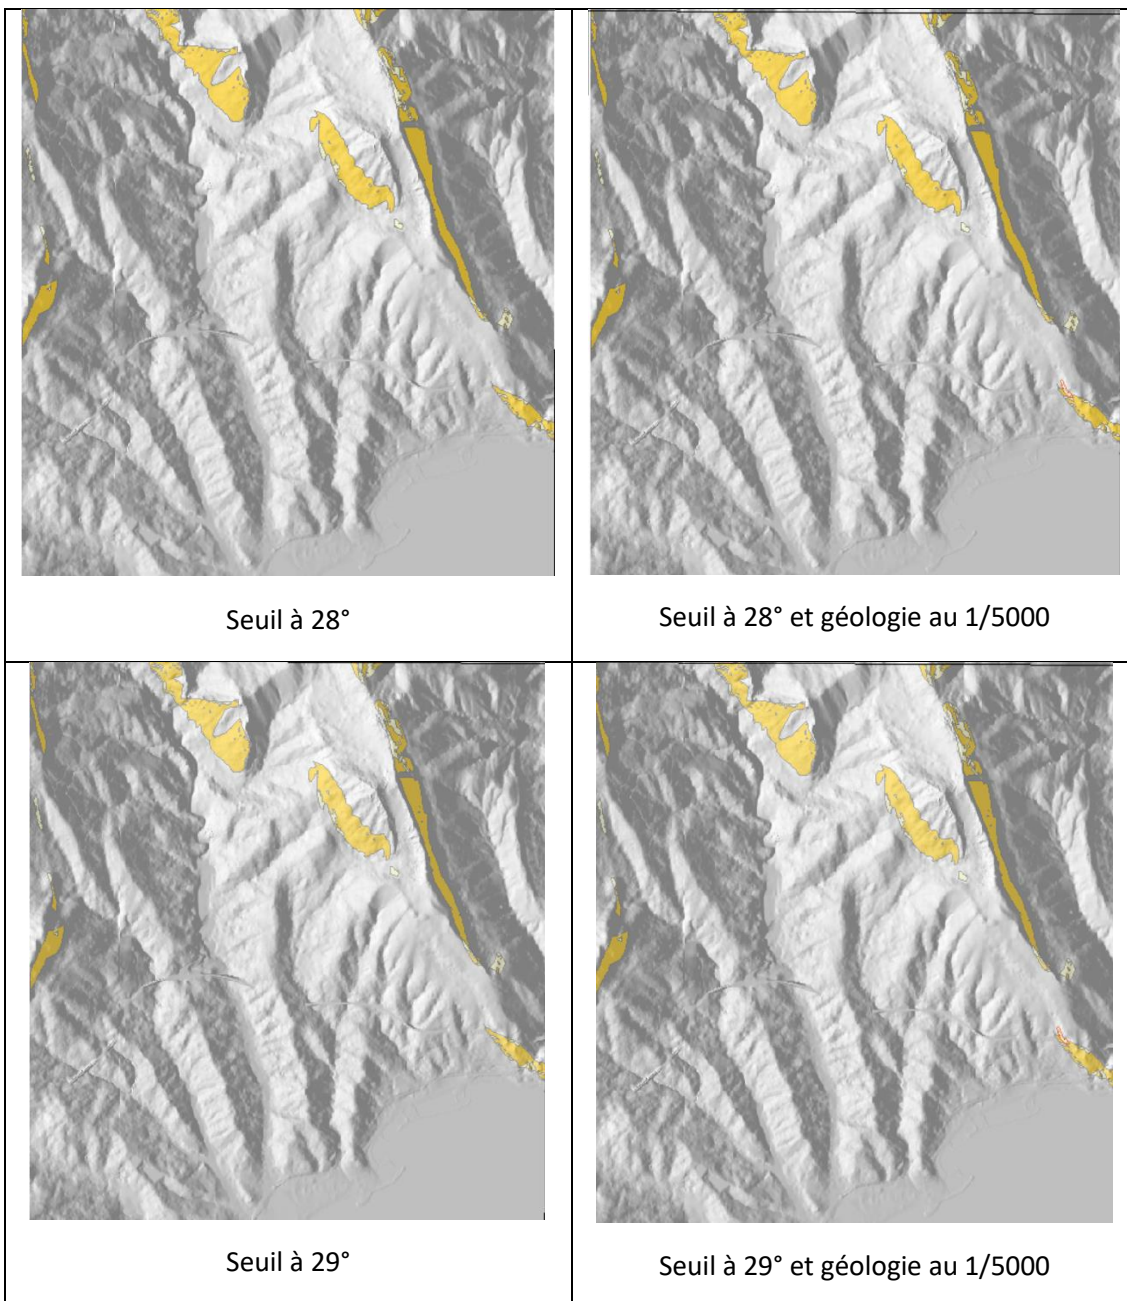 Seuil à 28°
Seuil à 28° et géologie au 1/5000
Seuil à 29°
Seuil à 29° et géologie au 1/5000